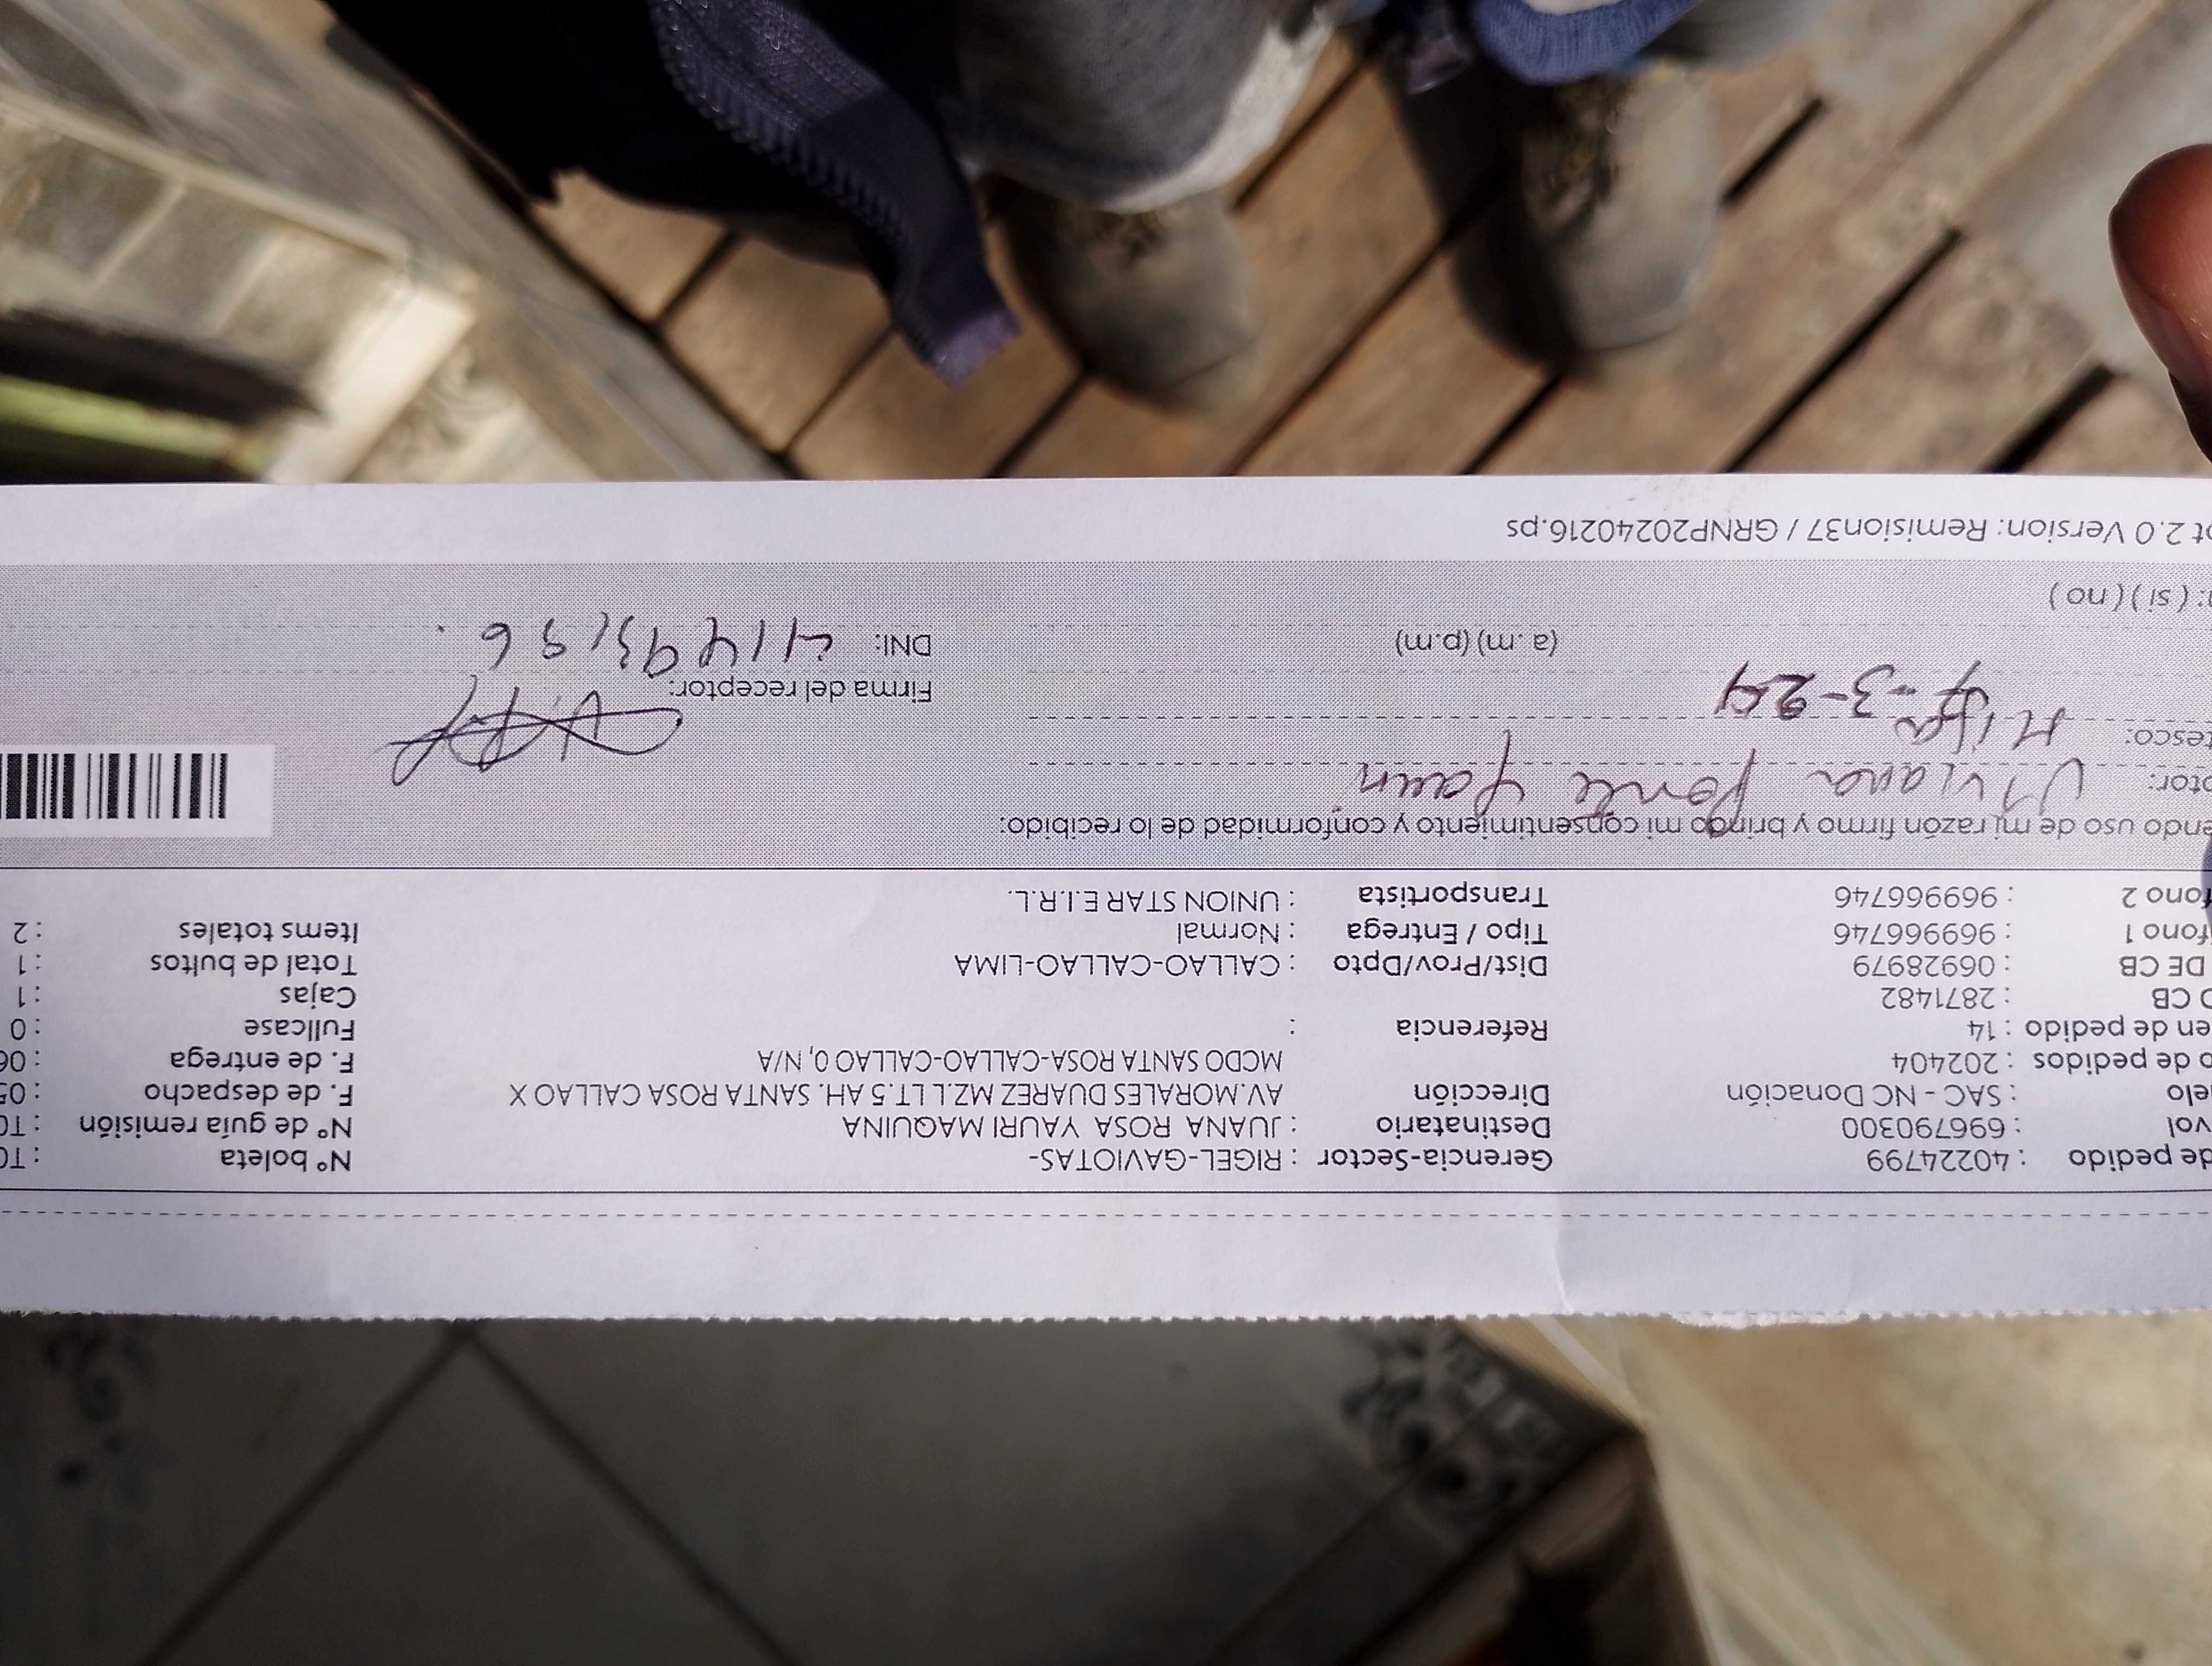 de pedido : 40224799 Gerencia-Sector : RIGEL-GAVIOTAS- N° boleta : T0
vol : 696790300 Destinatario : JUANA ROSA YAURI MAQUINA N° de guía remisión : T0
elo : SAC - NC Donación Dirección AV.MORALES DUAREZ MZ.L LT.5 AH. SANTA ROSA CALLAO X F. de despacho : 05
o de pedidos : 202404 MCDO SANTA ROSA-CALLAO-CALLAO 0, N/A F. de entrega : 06
en de pedido : 14 Referencia : Fullcase : 0
O CB : 2871482 Cajas : 1
DE CB : 06928979 Dist/Prov/Dpto : CALLAO-CALLAO-LIMA Total de bultos : 1
fono 1 : 969966746 Tipo / Entrega : Normal Items totales : 2
fono 2 : 969966746 Transportista : UNION STAR E.I.R.L.
endo uso de mi razón firmo y brindo mi consentimiento y conformidad de lo recibido:
ptor: Viviana Ponte Yauri
tesco: Hija Firma del receptor:
-3-24 (a. m) (p.m) DNI:
: ( si ) ( no )
pt 2.0 Version: Remision37 / GRNP20240216.ps